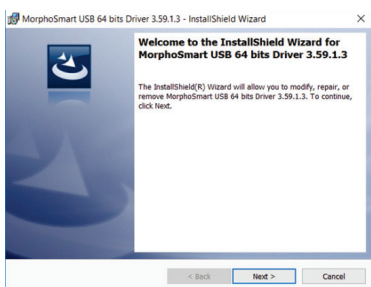 MorphoSmart USB 64 bits Driver 3.59.1.3 - InstallShield Wizard
Welcome to the InstallShield Wizard for
MorphoSmart USB 64 bits Driver 3.59.1.3
The InstallShield(R) Wizard will allow you to modify, repair, or
remove MorphoSmart USB 64 bits Driver 3.59.1.3. To continue,
click Next.
< Back Next > Cancel